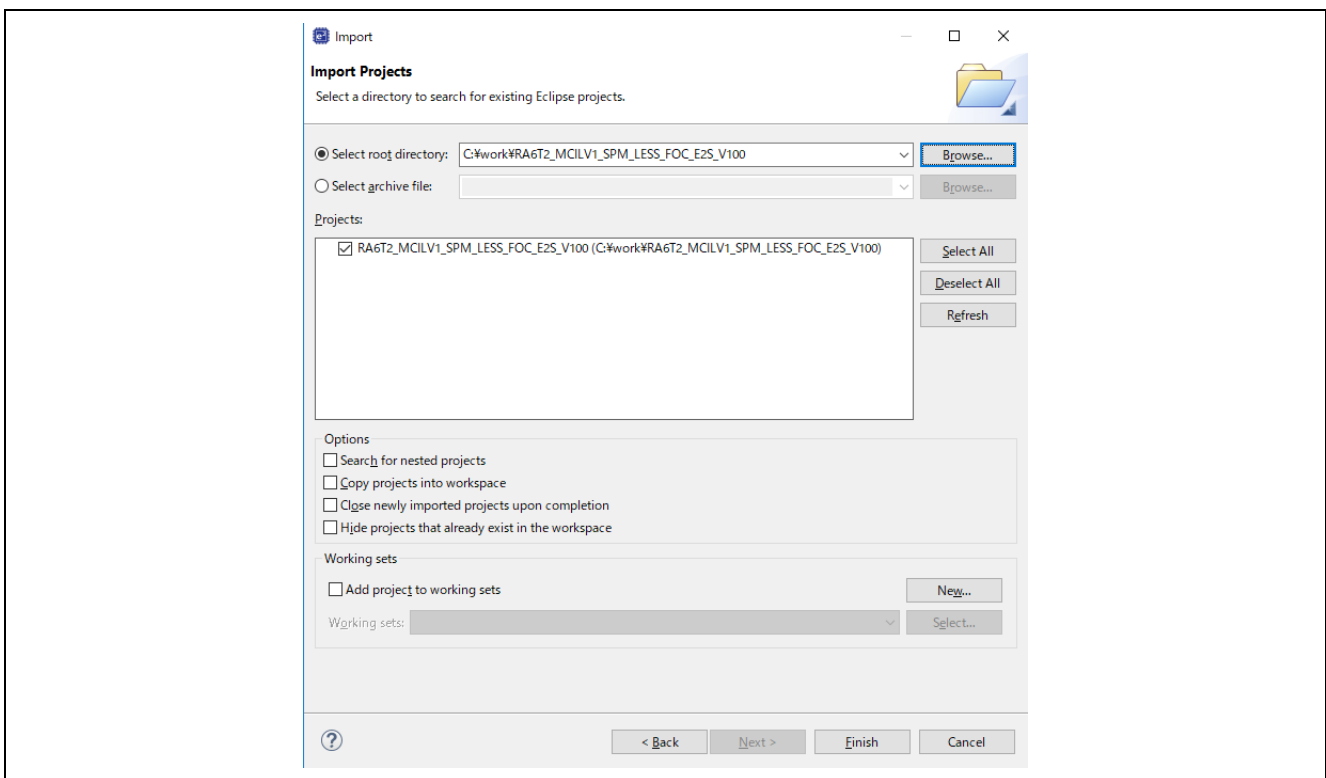 Import
Import Projects
Select a directory to search for existing Eclipse projects.
Select root directory: C:¥work¥RA6T2_MCILV1_SPM_LESS_FOC_E2S_V100 Browse...
Select archive file: Browse...
Projects:
RA6T2_MCILV1_SPM_LESS_FOC_E2S_V100 (C:¥work¥RA6T2_MCILV1_SPM_LESS_FOC_E2S_V100)
Select All
Deselect All
Refresh
Options
Search for nested projects
Copy projects into workspace
Close newly imported projects upon completion
Hide projects that already exist in the workspace
Working sets
Add project to working sets New...
Working sets: Select...
? < Back Next > Finish Cancel